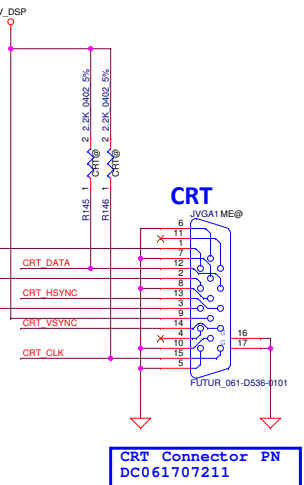 V_DSP
2 2.2K_0402_5%
2 2.2K_0402_5%
CRT@
CRT@
R145 1
R146 1
CRT
JVGA1 ME@
6
11
1
7
CRT_DATA 12
2
8
CRT_HSYNC 13
3
9
CRT_VSYNC 14
4
10
CRT_CLK 15
5
16
17
FUTUR_061-D536-0101
CRT Connector PN
DC061707211